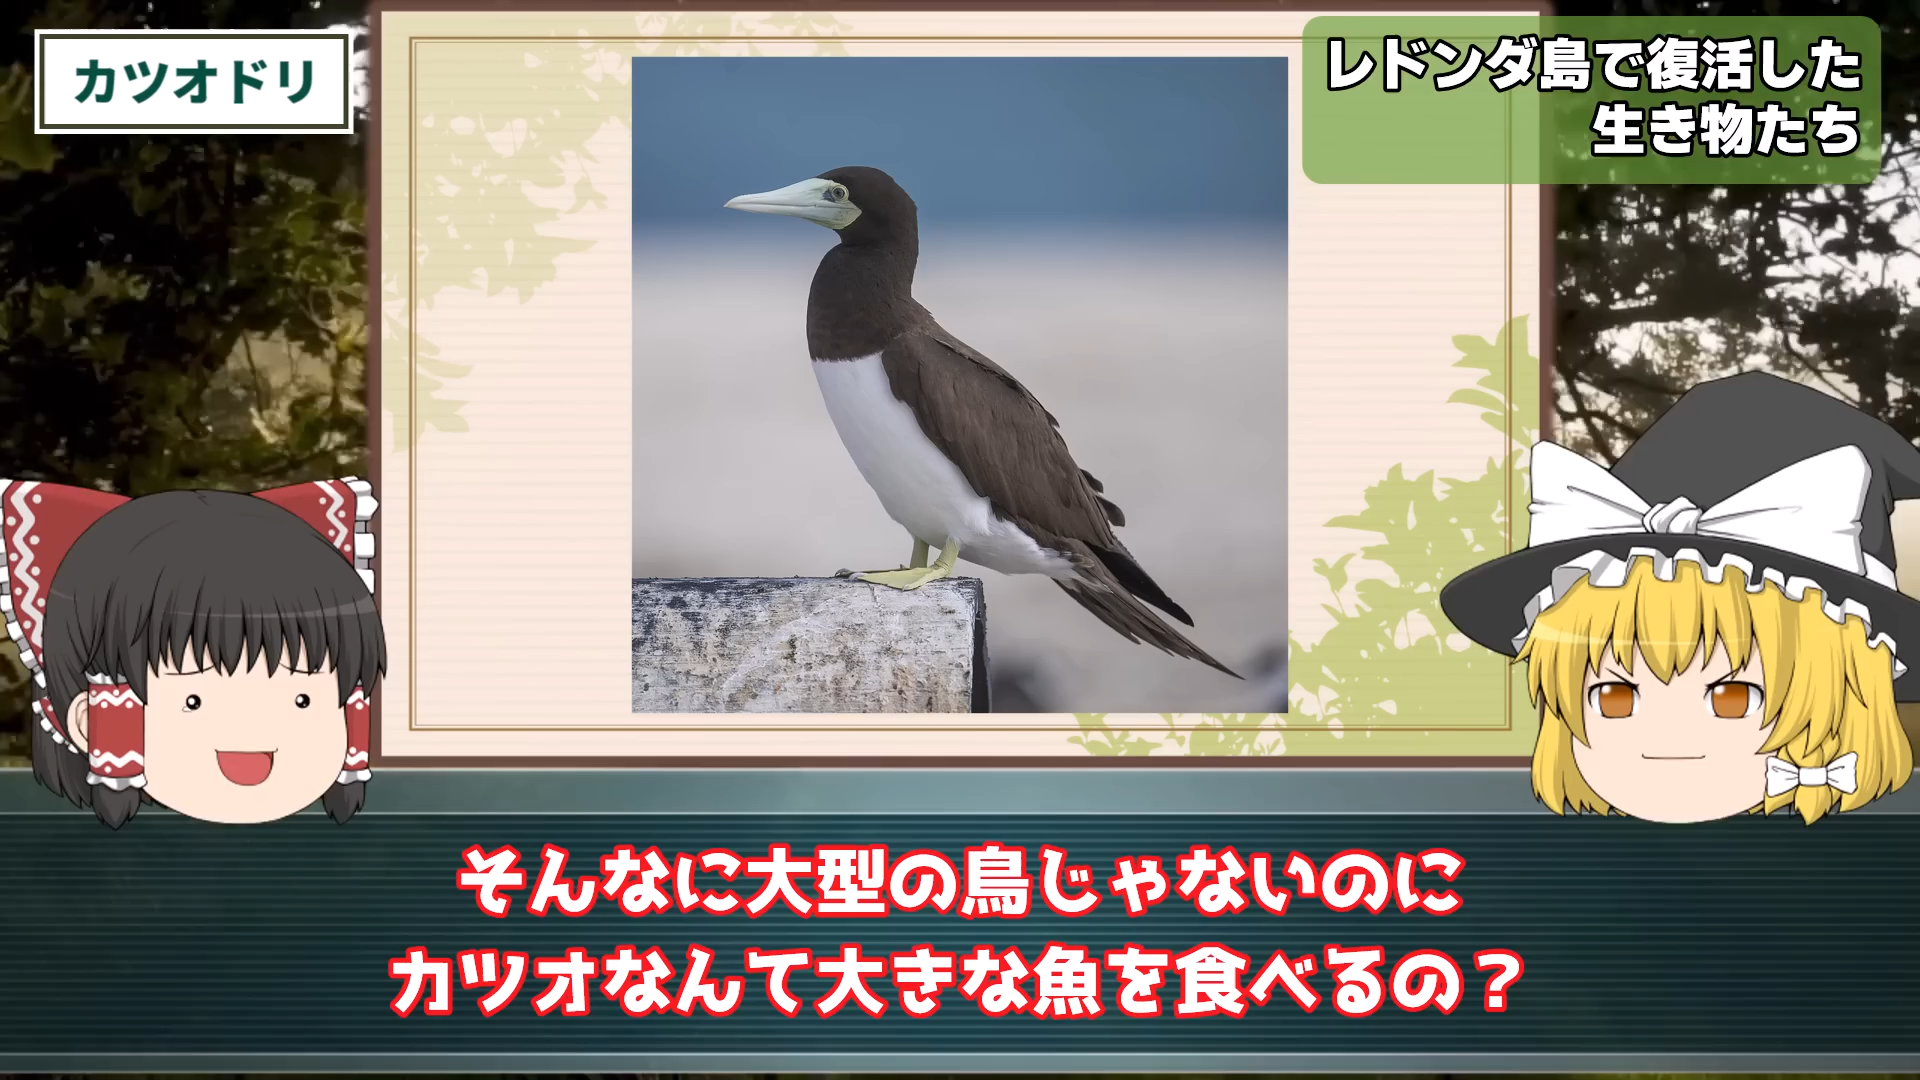 カツオドリ
レドンダ島で復活した
生き物たち
そんなに大型の鳥じゃないのに
カツオなんて大きな魚を食べるの？